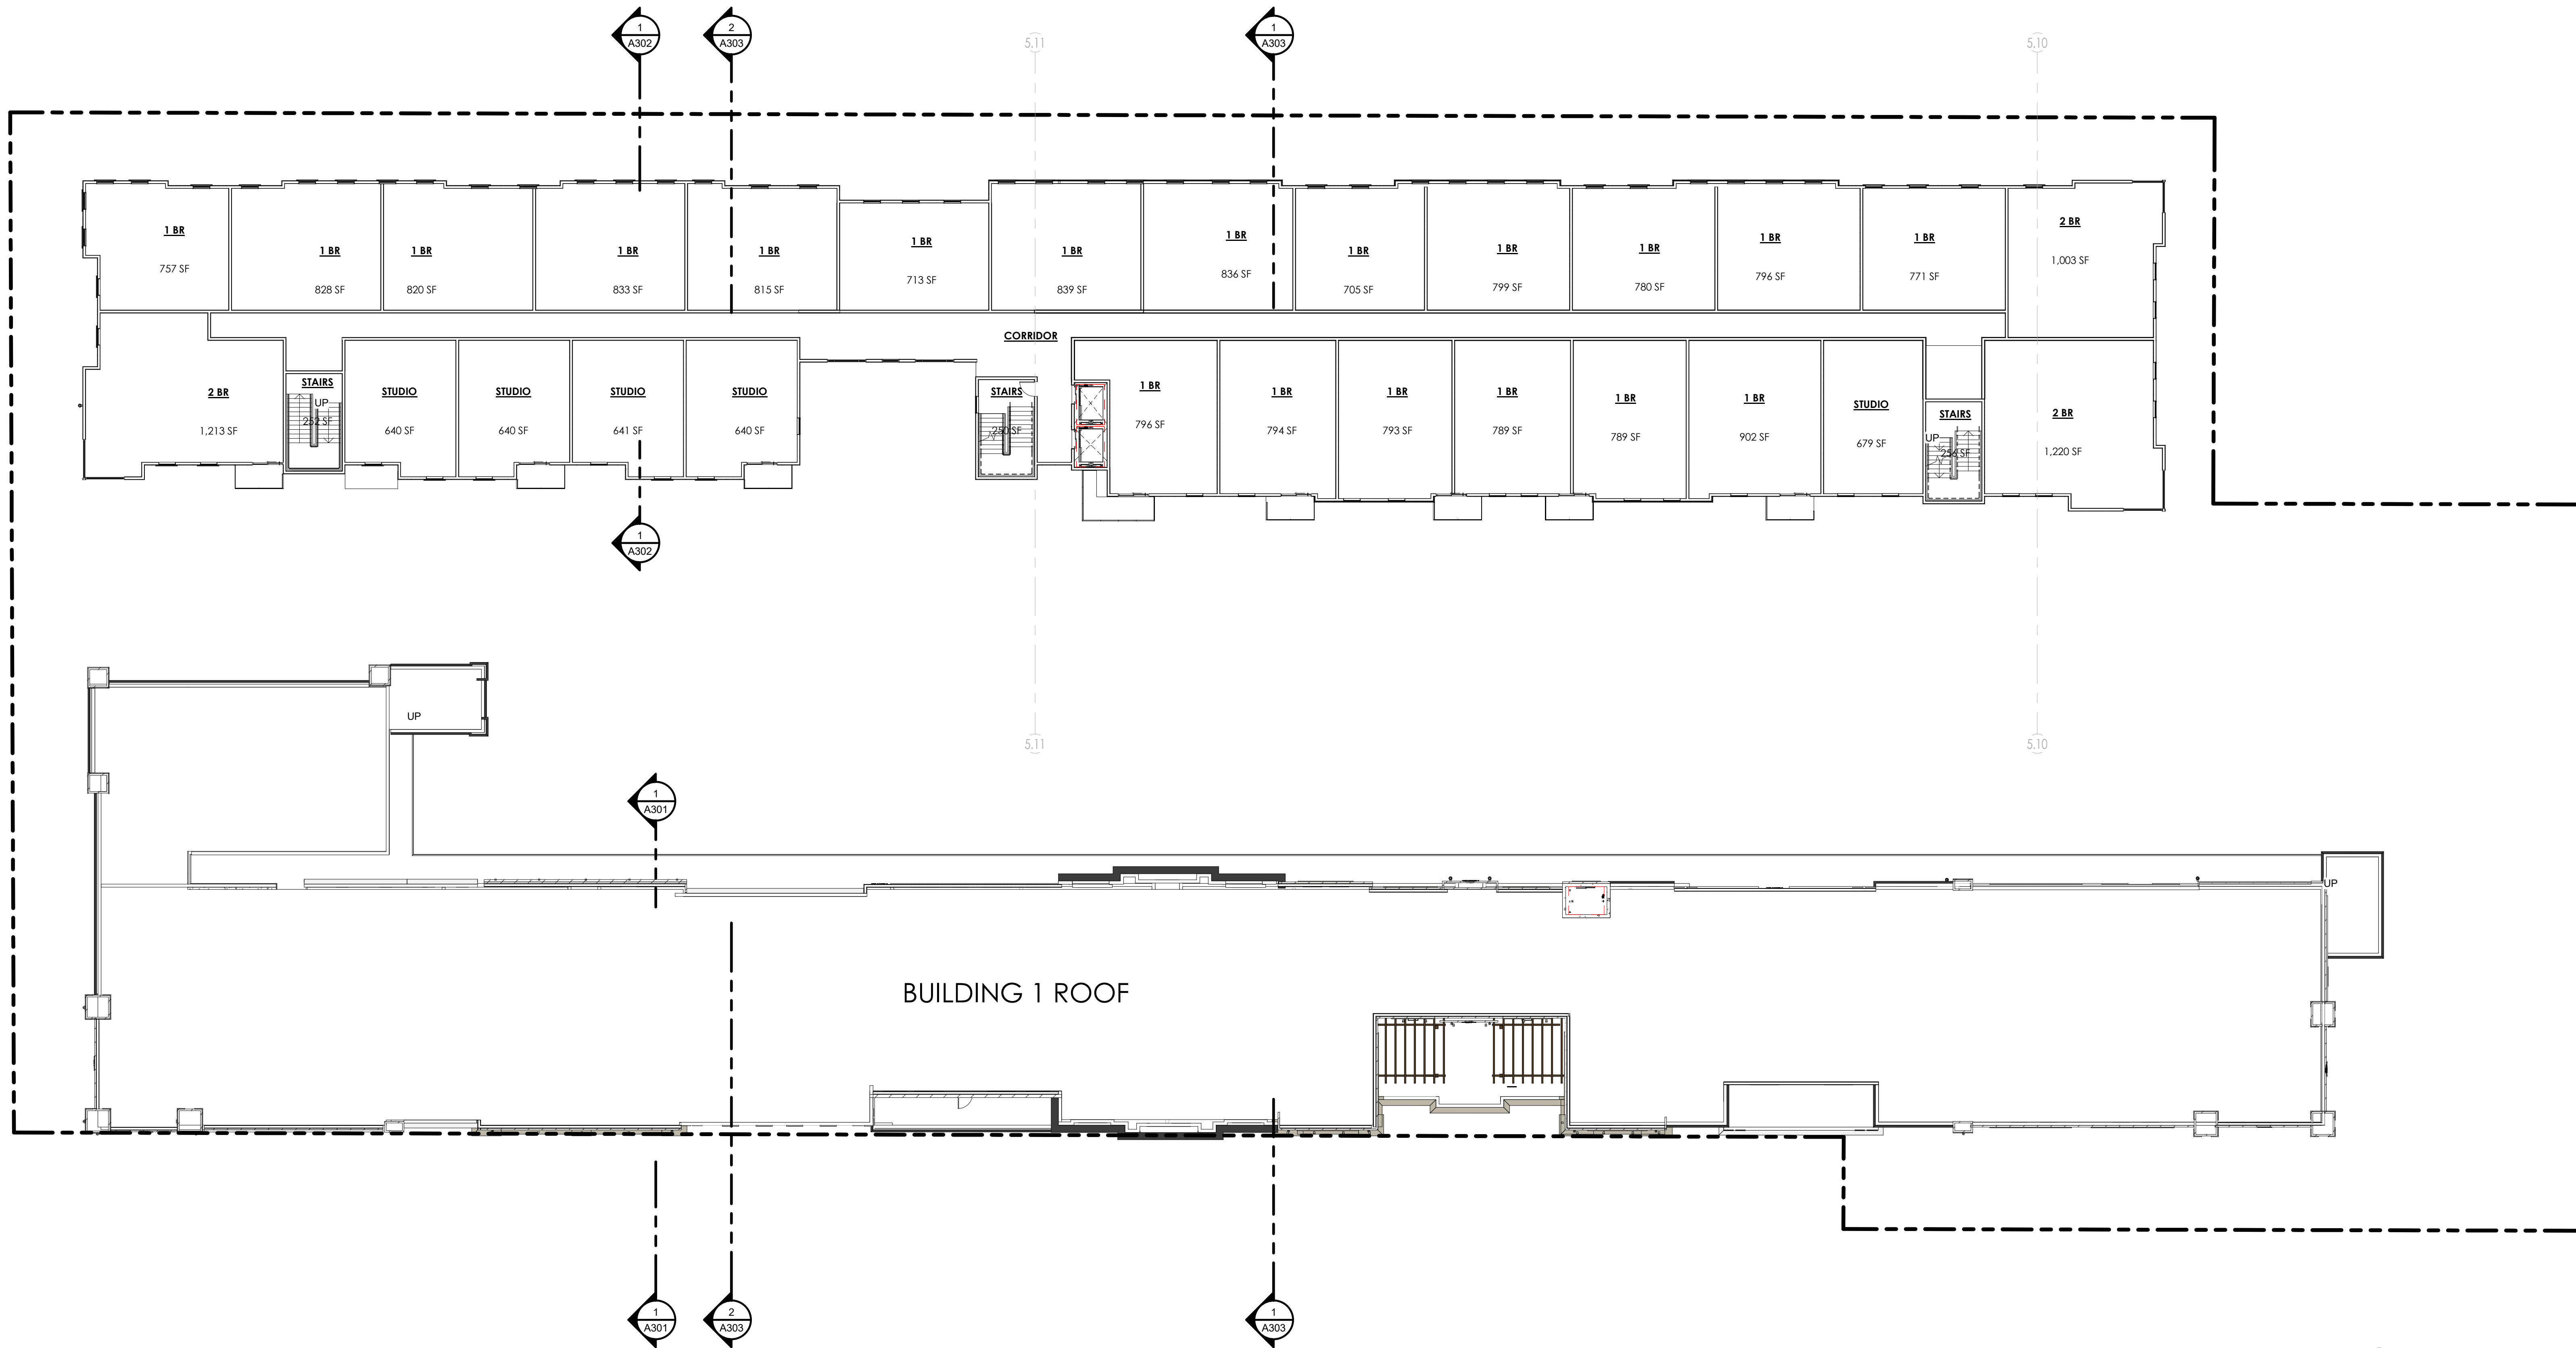 1
A302
2
A303
1
A303
5.11
5.10
1 BR
757 SF
1 BR
828 SF
1 BR
820 SF
1 BR
833 SF
1 BR
815 SF
1 BR
713 SF
1 BR
839 SF
1 BR
836 SF
1 BR
705 SF
1 BR
799 SF
1 BR
780 SF
1 BR
796 SF
1 BR
771 SF
2 BR
1,003 SF
CORRIDOR
2 BR
1,213 SF
STAIRS
UP
252 SF
STUDIO
640 SF
STUDIO
640 SF
STUDIO
641 SF
STUDIO
640 SF
STAIRS
250 SF
1 BR
796 SF
1 BR
794 SF
1 BR
793 SF
1 BR
789 SF
1 BR
789 SF
1 BR
902 SF
STUDIO
679 SF
STAIRS
UP
256 SF
2 BR
1,220 SF
1
A302
UP
5.11
5.10
1
A301
UP
BUILDING 1 ROOF
1
A301
2
A303
1
A303